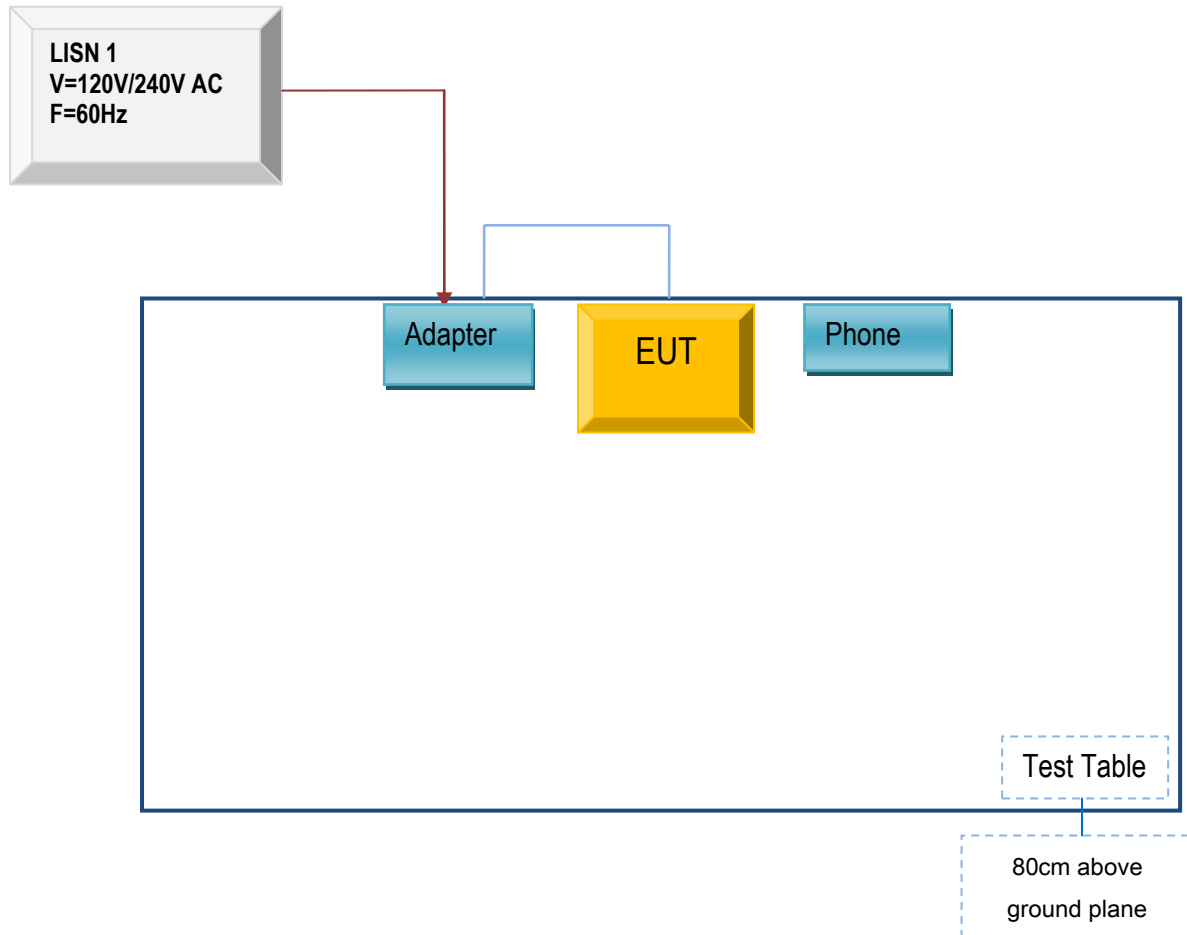 LISN 1
V=120V/240V AC
F=60Hz
Adapter
EUT
Phone
Test Table
80cm above
ground plane